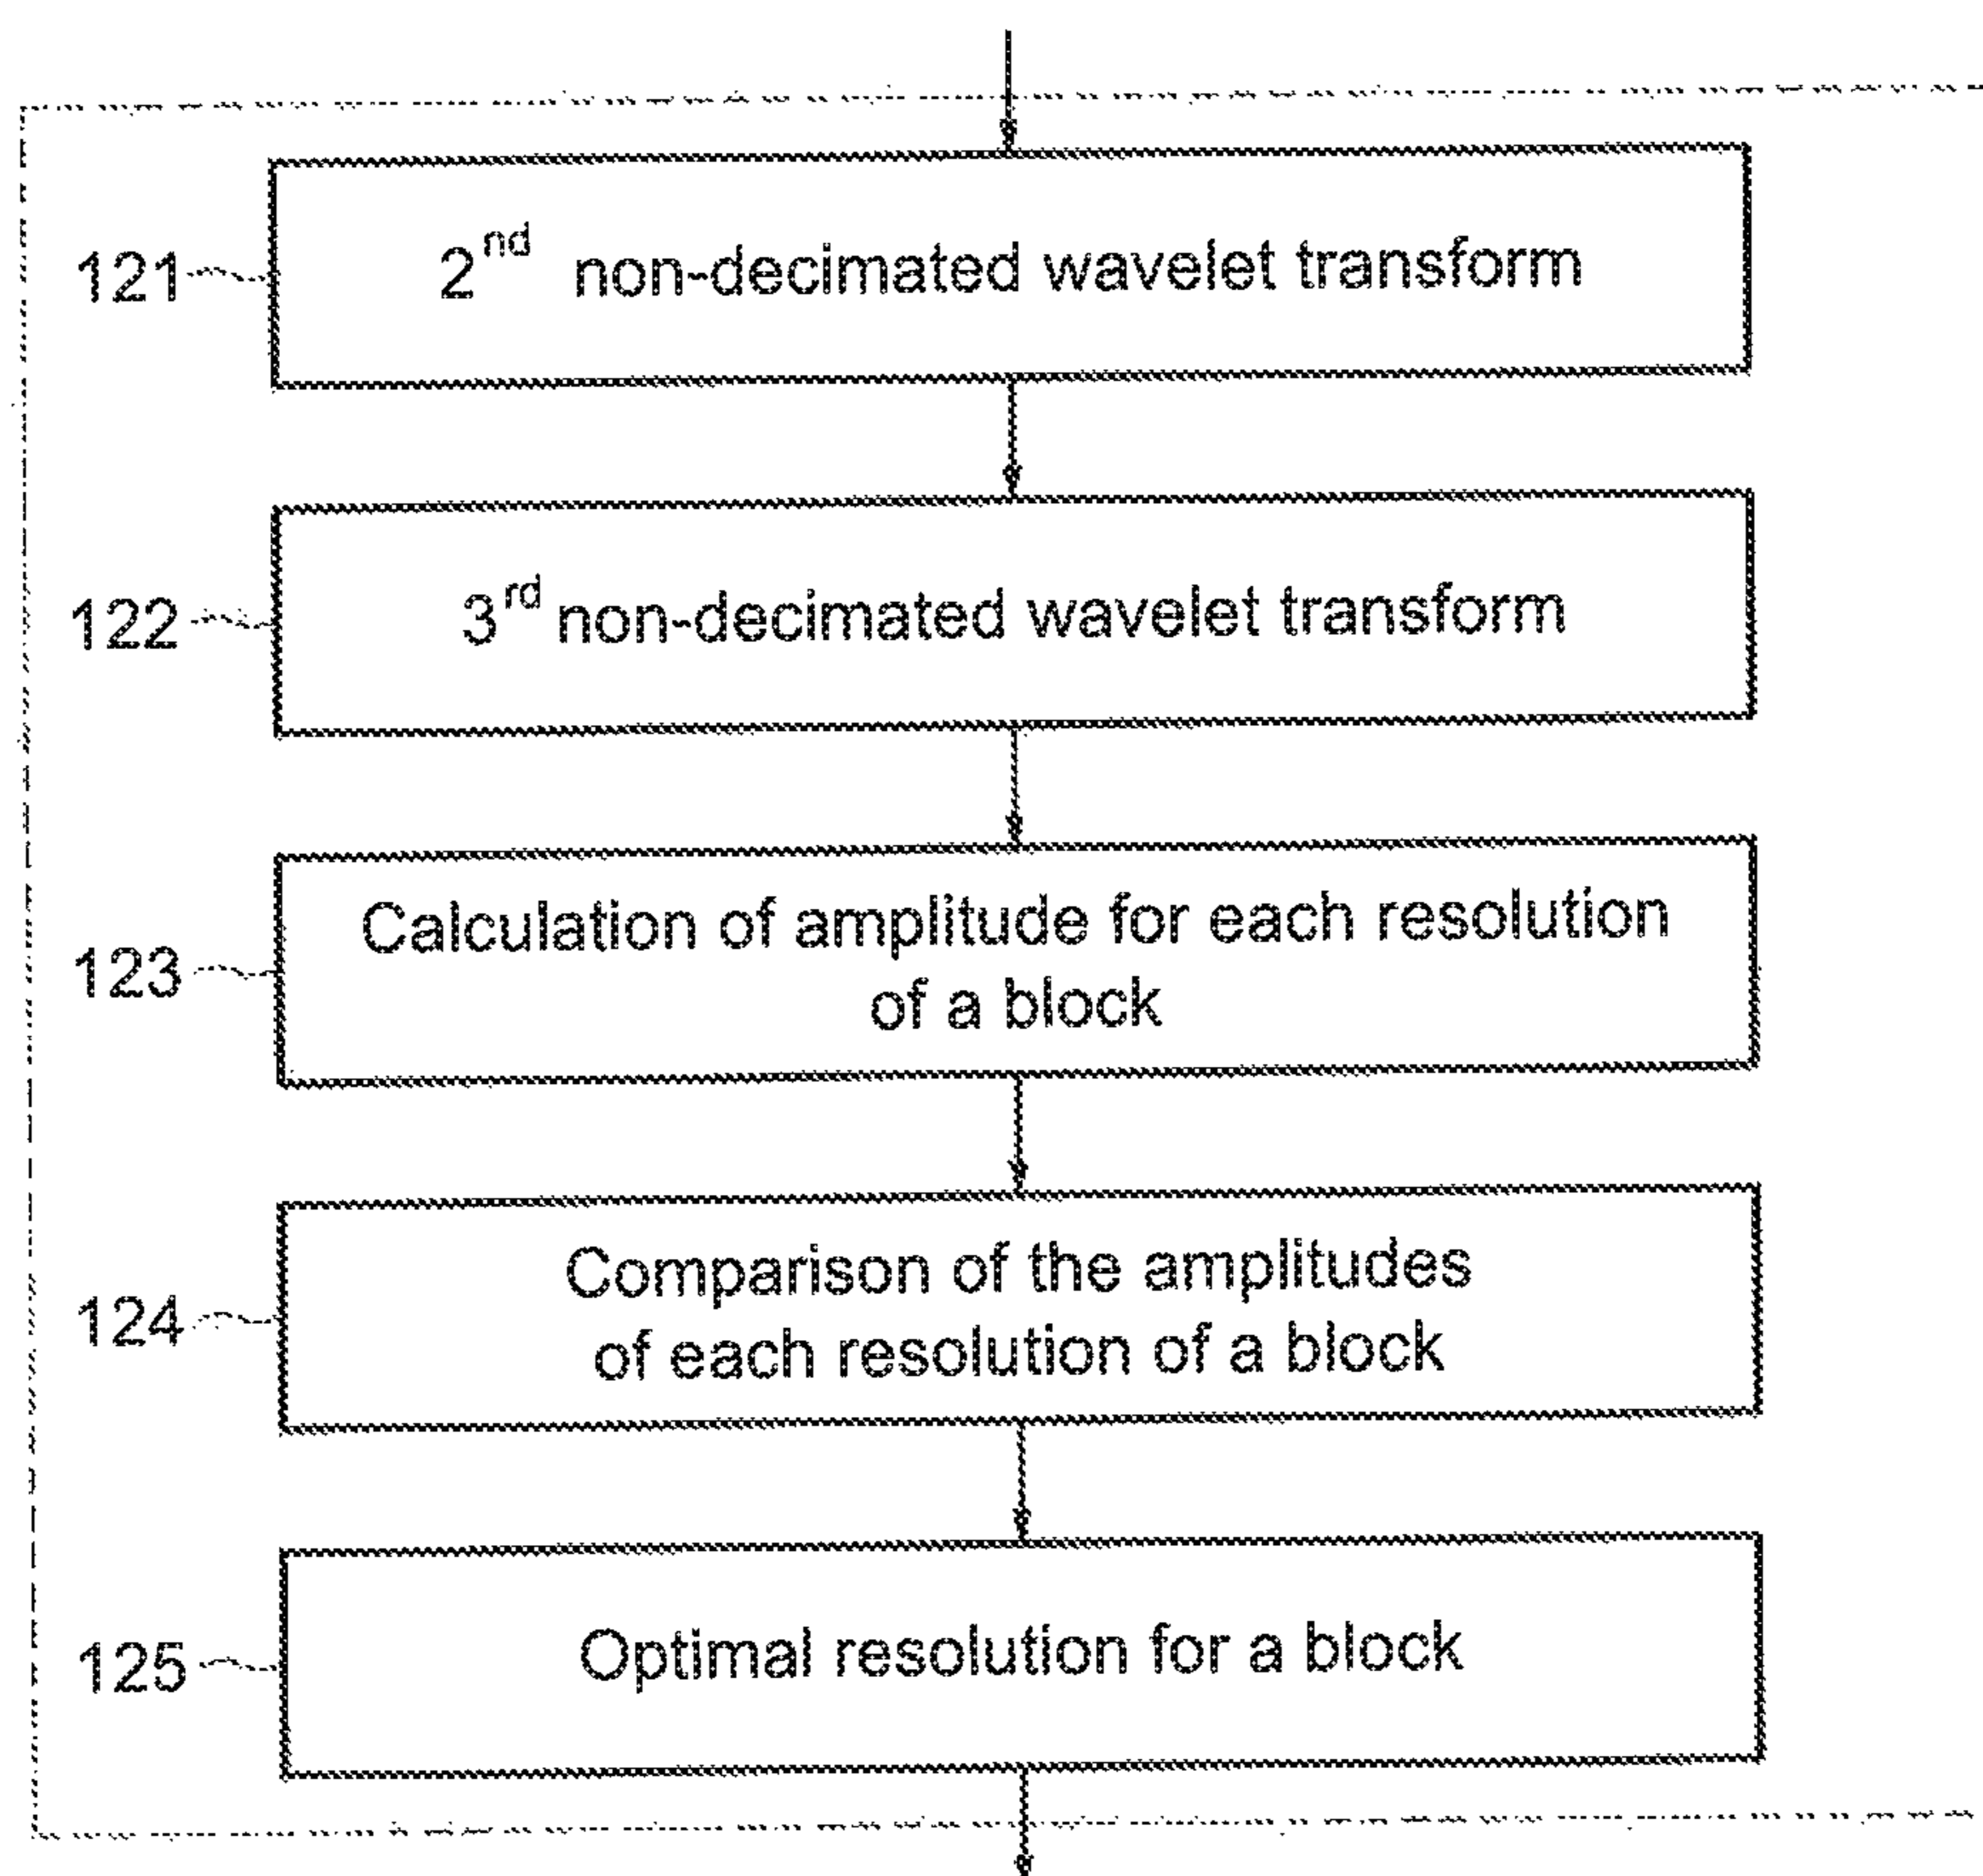 121 2nd non-decimated wavelet transform
122 3rd non-decimated wavelet transform
Calculation of amplitude for each resolution
123
of a block
Comparison of the amplitudes
124
of each resolution of a block
125 Optimal resolution for a block